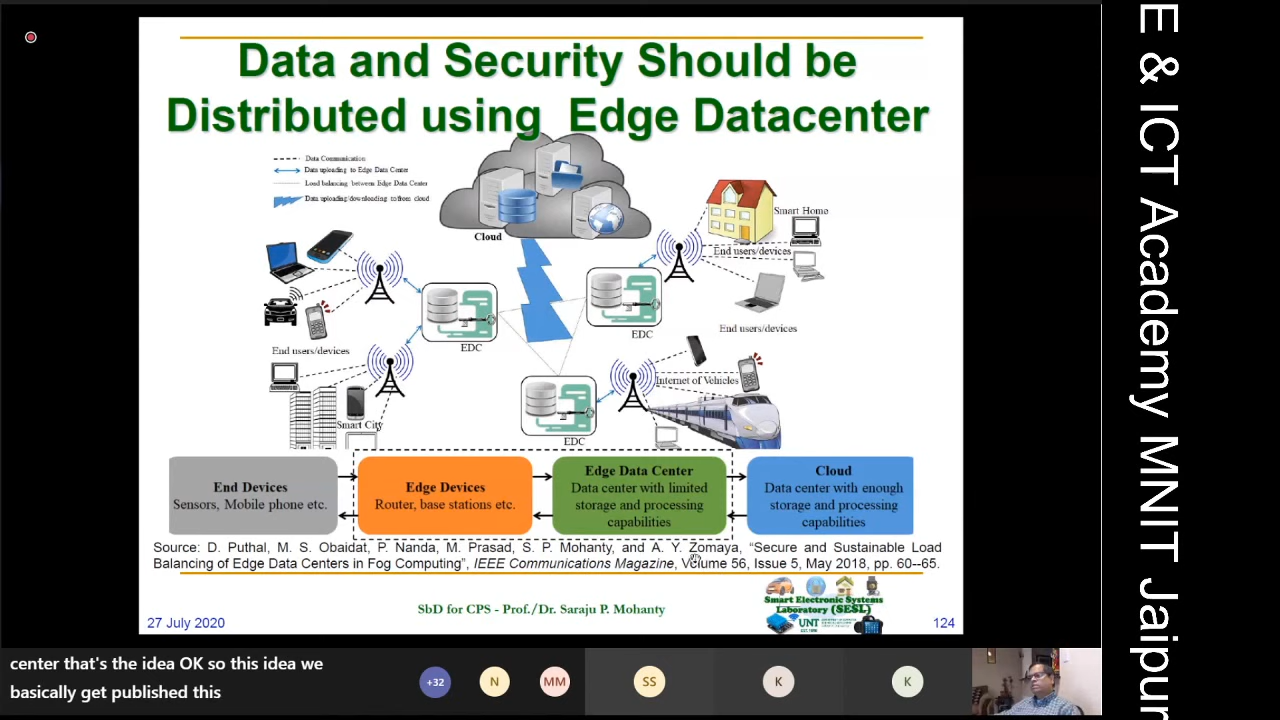 Data and Security Should be
Distributed using Edge Datacenter
Data Communication
Data uploading to Edge Data Center
Load balancing between Edge Data Center
Data uploading/downloading to/from cloud
Cloud
Smart Home
End users/devices
EDC
End users/devices
EDC
End users/devices
Internet of Vehicles
Smart City
EDC
End Devices
Sensors, Mobile phone etc.
Edge Devices
Router, base stations etc.
Edge Data Center
Data center with limited
storage and processing
capabilities
Cloud
Data center with enough
storage and processing
capabilities
Source: D. Puthal, M. S. Obaidat, P. Nanda, M. Prasad, S. P. Mohanty, and A. Y. Zomaya, “Secure and Sustainable Load
Balancing of Edge Data Centers in Fog Computing”, IEEE Communications Magazine, Volume 56, Issue 5, May 2018, pp. 60--65.
SbD for CPS - Prof./Dr. Saraju P. Mohanty
Smart Electronic Systems
Laboratory (SESL)
UNT
27 July 2020
124
center that's the idea OK so this idea we
basically get published this
+32
N
MM
SS
K
K
E & ICT Academy MNIT Jaipur